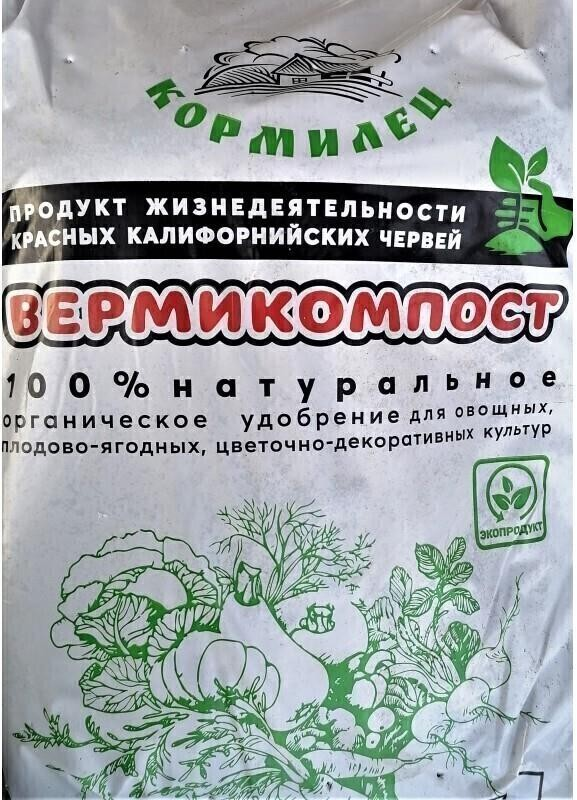 КОРМИЛЕЦ
ПРОДУКТ ЖИЗНЕДЕЯТЕЛЬНОСТИ
КРАСНЫХ КАЛИФОРНИЙСКИХ ЧЕРВЕЙ
ВЕРМИКОМПОСТ
100% натуральное
органическое удобрение для овощных,
плодово-ягодных, цветочно-декоративных культур
ЭКОПРОДУКТ